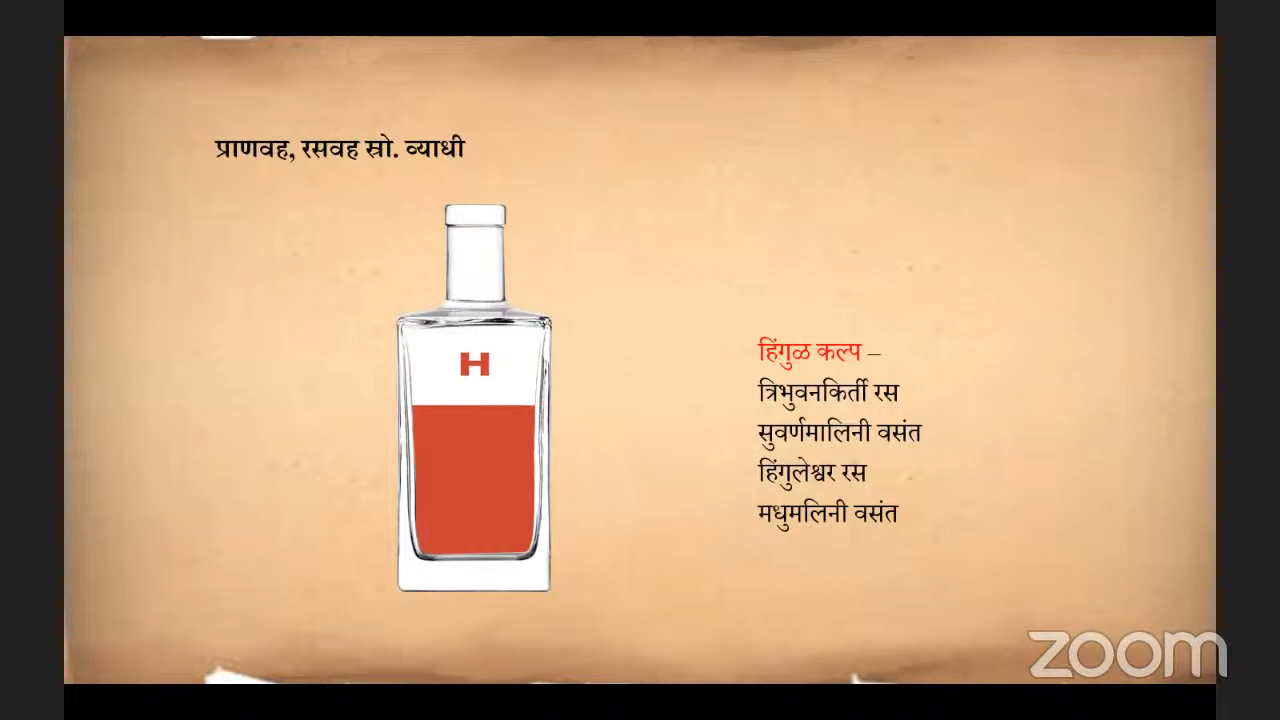 प्राणवह, रसवह स्रो. व्याधी
H
हिंगुळ कल्प –
त्रिभुवनकिर्ती रस
सुवर्णमालिनी वसंत
हिंगुलेश्वर रस
मधुमलिनी वसंत
zoom